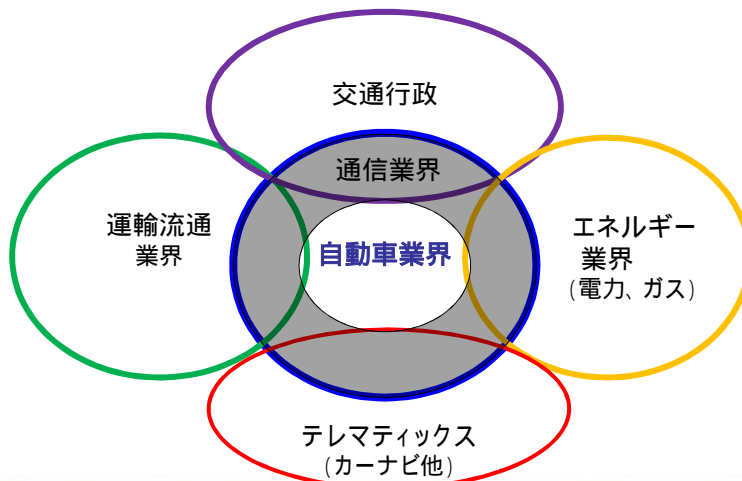 交通行政
通信業界
運輸流通
業界
自動車業界
エネルギー
業界
(電力、ガス)
テレマティックス
(カーナビ他)